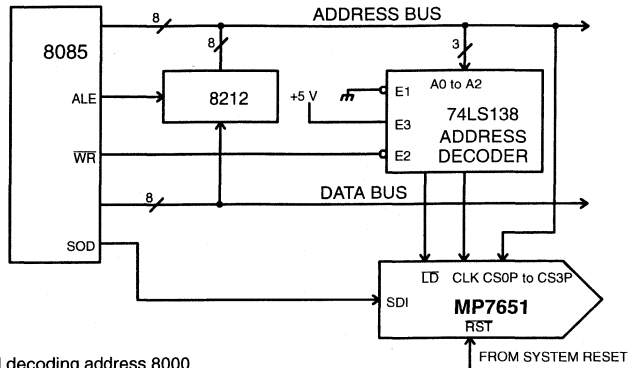 8
ADDRESS BUS
8085
8
3
ALE
8212
+5 V
E1
A0 to A2
E3
74LS138
ADDRESS
DECODER
WR
E2
8
DATA BUS
SOD
LD CLK CS0P to CS3P
SDI
MP7651
RST
FROM SYSTEM RESET
decoding address 8000